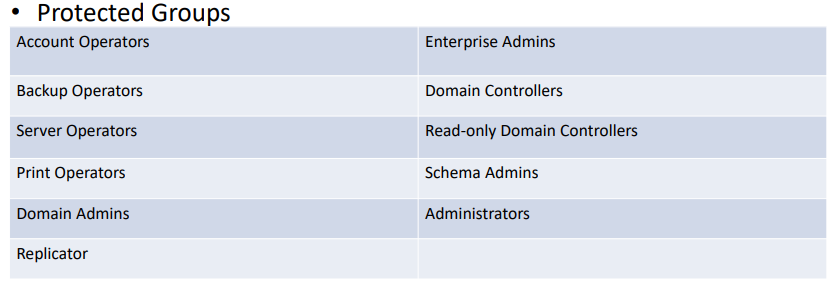 • Protected Groups
Account Operators Enterprise Admins
Backup Operators Domain Controllers
Server Operators Read-only Domain Controllers
Print Operators Schema Admins
Domain Admins Administrators
Replicator